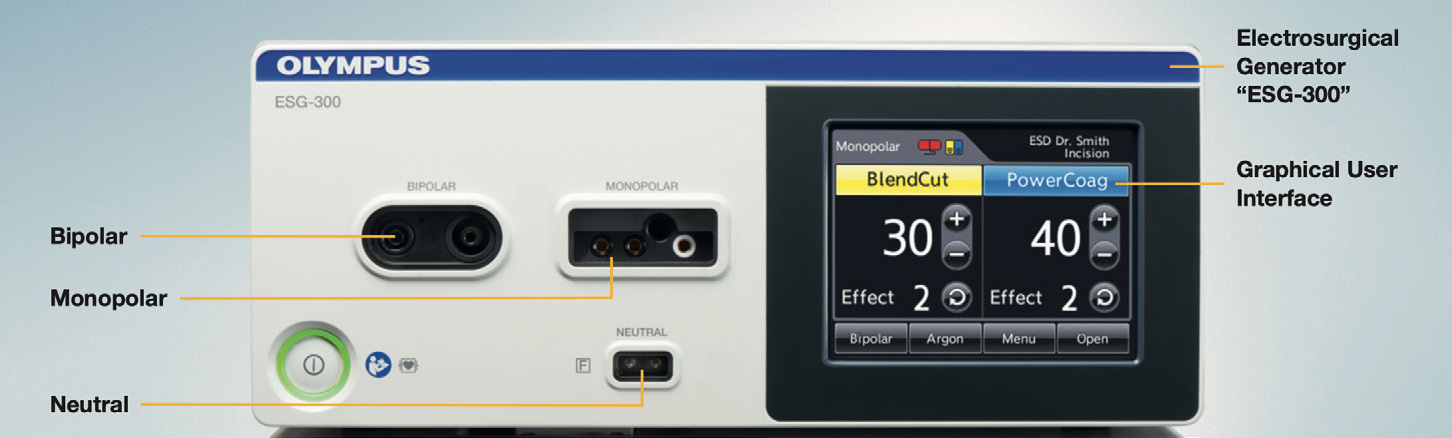 Electrosurgical
Generator
“ESG-300”
OLYMPUS
ESG-300
Monopolar
ESD Dr. Smith
Incision
BlendCut
PowerCoag
Graphical User
Interface
BIPOLAR
MONOPOLAR
Bipolar
30 + −
40 + −
Monopolar
Effect 2
Effect 2
NEUTRAL
Bipolar
Argon
Menu
Open
F
Neutral